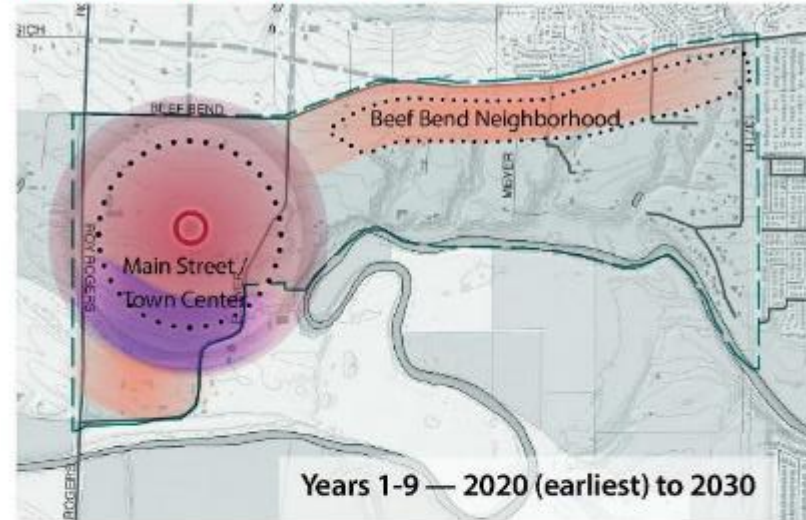 BEEF BEND
Beef Bend Neighborhood
MEYER
ROY ROGERS
Main Street/
Town Center
ROGERS
Years 1-9 — 2020 (earliest) to 2030